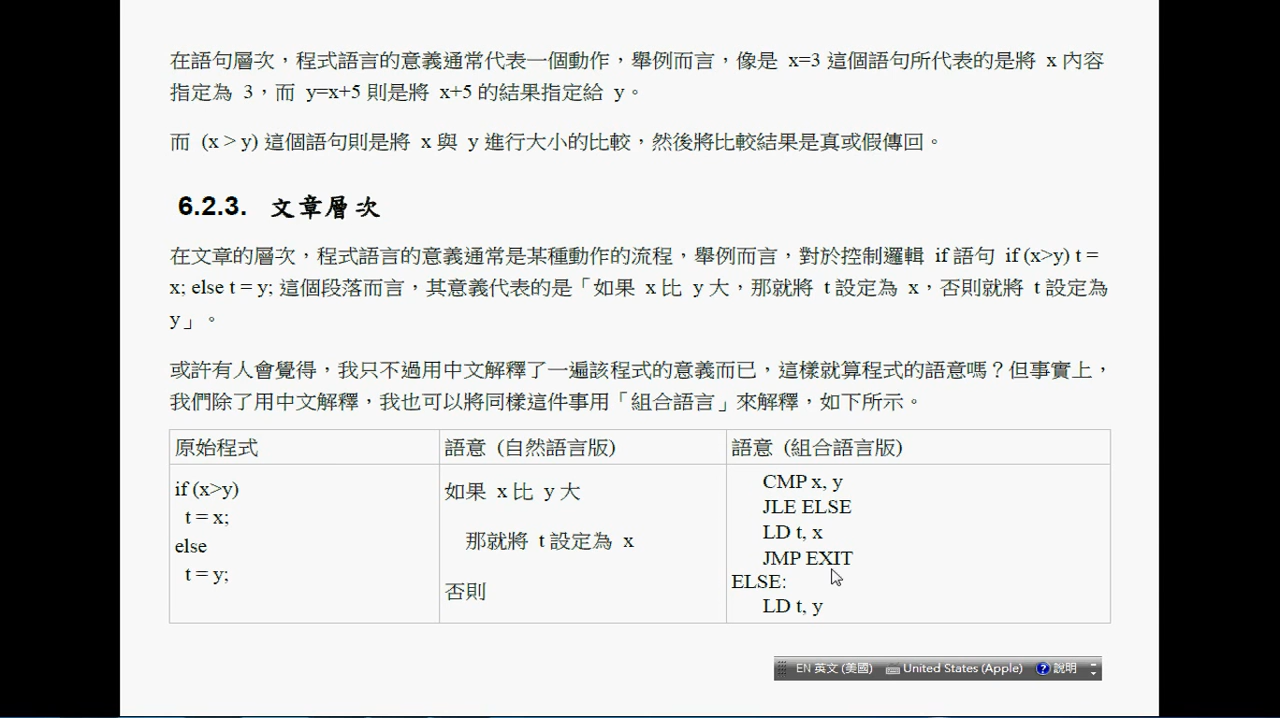 在語句層次，程式語言的意義通常代表一個動作，舉例而言，像是 x=3 這個語句所代表的是將 x 內容
指定為 3，而 y=x+5 則是將 x+5 的結果指定給 y。
而 (x > y) 這個語句則是將 x 與 y 進行大小的比較，然後將比較結果是真或假傳回。
6.2.3. 文章層次
在文章的層次，程式語言的意義通常是某種動作的流程，舉例而言，對於控制邏輯 if 語句 if (x>y) t =
x; else t = y; 這個段落而言，其意義代表的是「如果 x 比 y 大，那就將 t 設定為 x，否則就將 t 設定為
y」。
或許有人會覺得，我只不過用中文解釋了一遍該程式的意義而已，這樣就算程式的語意嗎？但事實上，
我們除了用中文解釋，我也可以將同樣這件事用「組合語言」來解釋，如下所示。
原始程式
語意 (自然語言版)
語意 (組合語言版)
if (x>y)
t = x;
else
t = y;
如果 x 比 y 大
那就將 t 設定為 x
否則
CMP x, y
JLE ELSE
LD t, x
JMP EXIT
ELSE:
LD t, y
EN 英文 (美國) United States (Apple) 說明